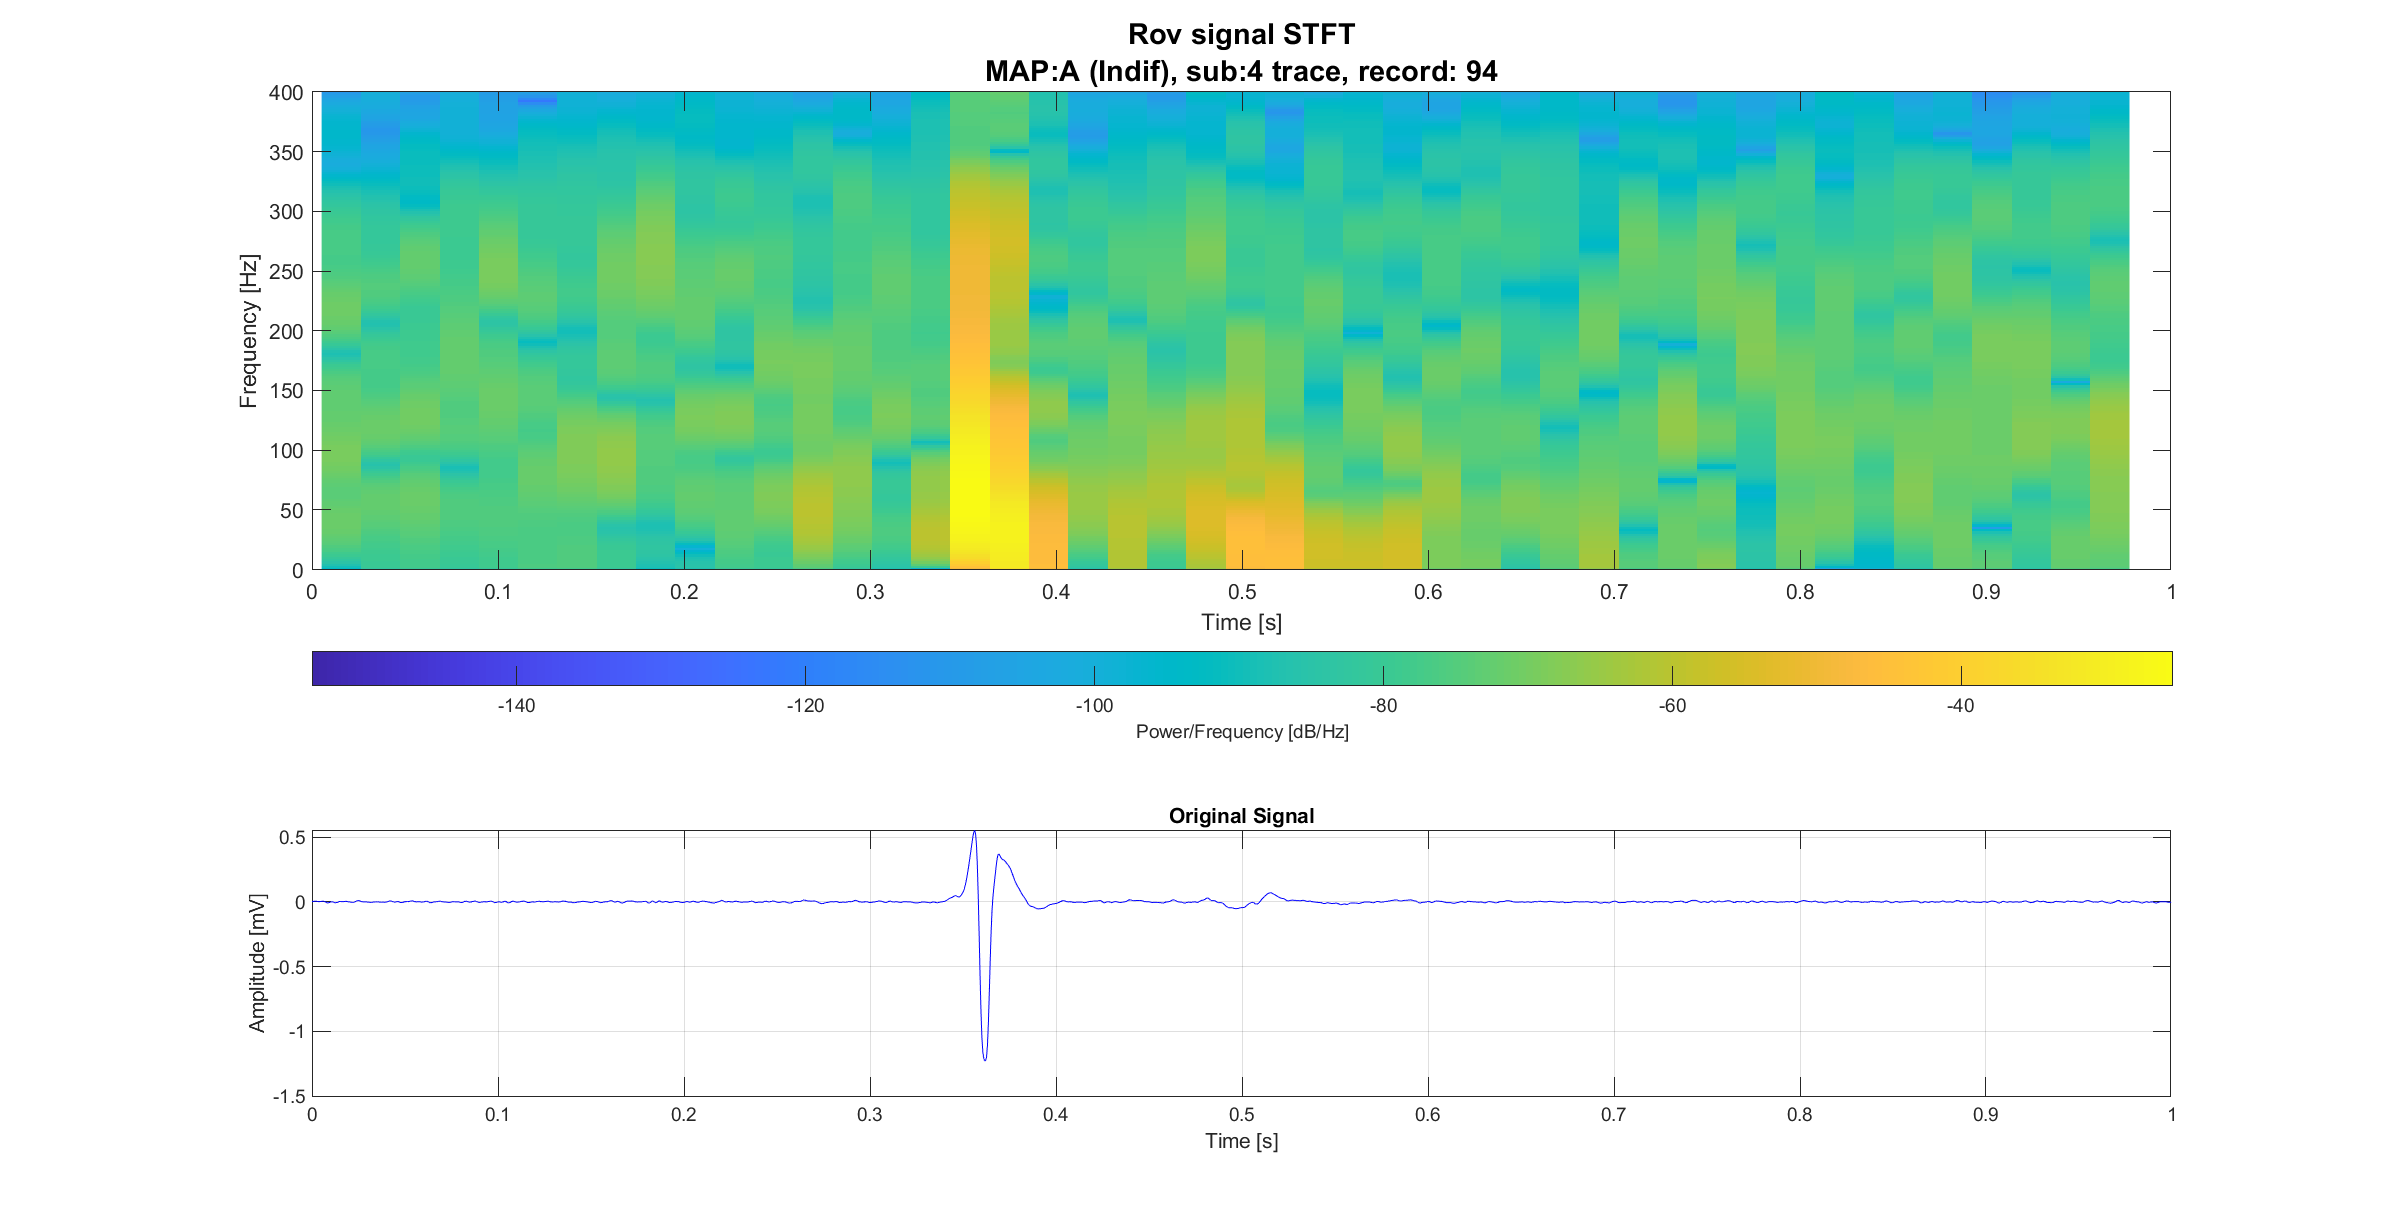 Rov signal STFT
MAP:A (Indif), sub:4 trace, record: 94
400
350
300
250
200
150
100
50
0
Frequency [Hz]
0 0.1 0.2 0.3 0.4 0.5 0.6 0.7 0.8 0.9 1
Time [s]
-140 -120 -100 -80 -60 -40
Power/Frequency [dB/Hz]
Original Signal
0.5
0
-0.5
-1
-1.5
Amplitude [mV]
0 0.1 0.2 0.3 0.4 0.5 0.6 0.7 0.8 0.9 1
Time [s]